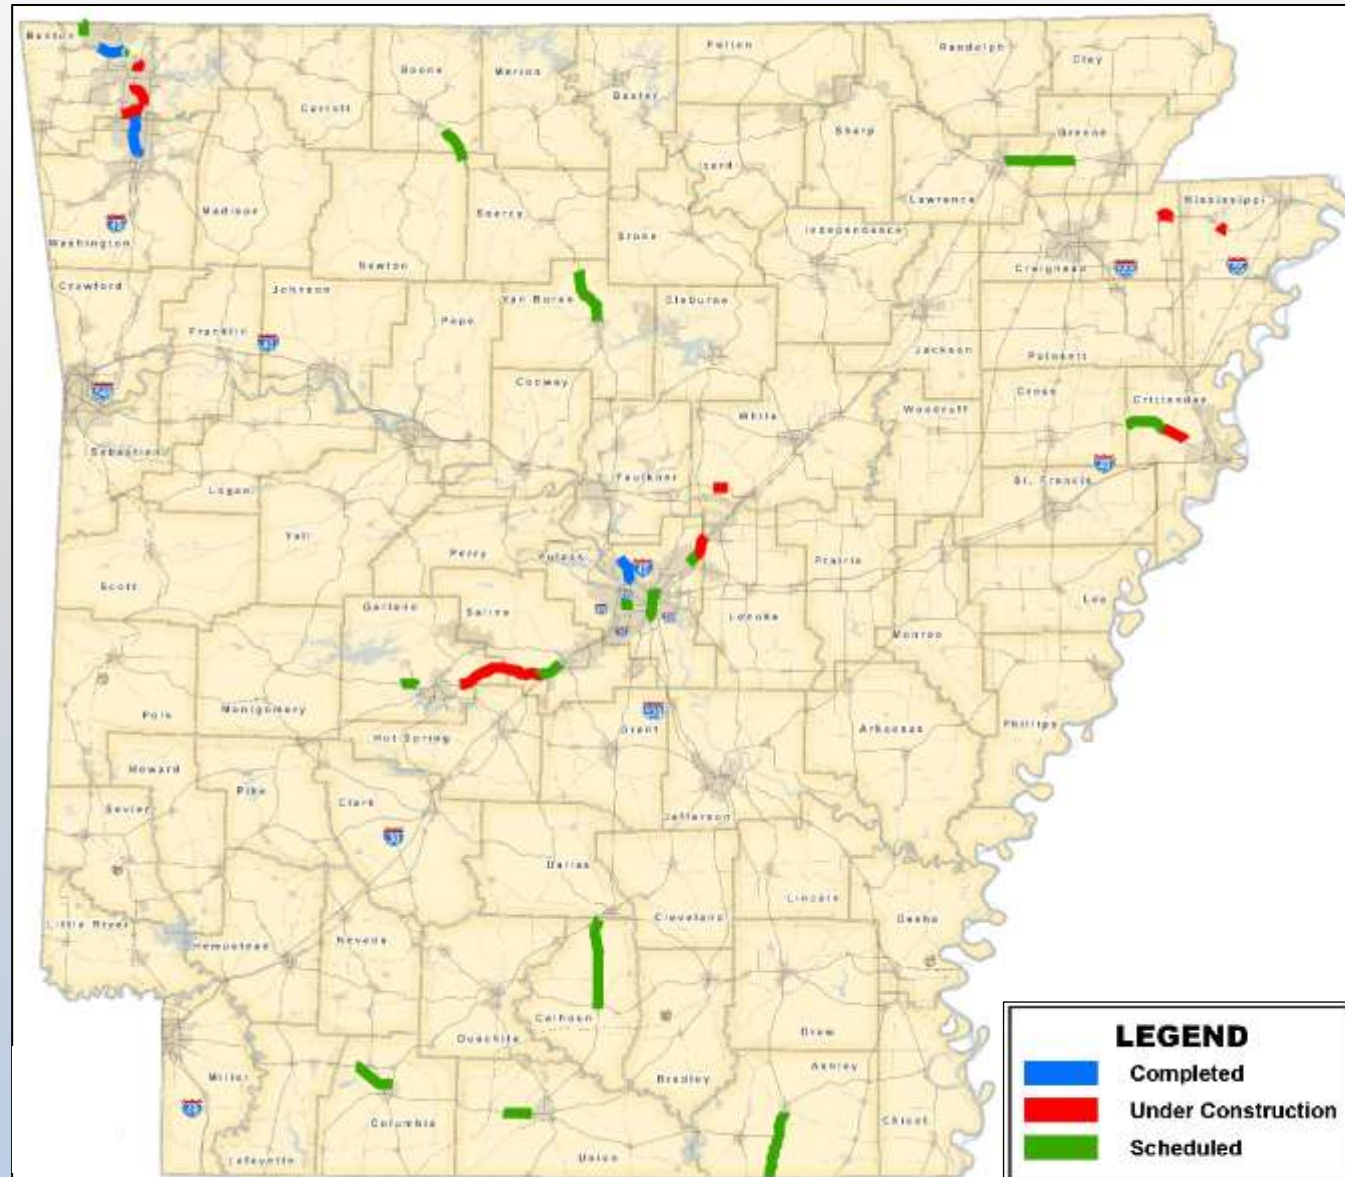 Benton
Boone
Marion
Fulton
Randolph
Clay
Carroll
Baxter
Sharp
Greene
Izard
Lawrence
Madison
Searcy
Stone
Independence
Mississippi
Washington
Newton
Craighead
Crawford
Johnson
Van Buren
Cleburne
Franklin
Pope
Jackson
Poinsett
Conway
White
Woodruff
Cross
Crittenden
Sebastian
Logan
Faulkner
St. Francis
Yell
Perry
Pulaski
Prairie
Scott
Garland
Saline
Lonoke
Monroe
Lee
Polk
Montgomery
Hot Spring
Grant
Arkansas
Phillips
Howard
Pike
Clark
Sevier
Jefferson
Dallas
Lincoln
Cleveland
Desha
Little River
Hempstead
Nevada
Calhoun
Ouachita
Drew
Miller
Bradley
Ashley
Columbia
Chicot
Lafayette
Union
LEGEND
Completed
Under Construction
Scheduled